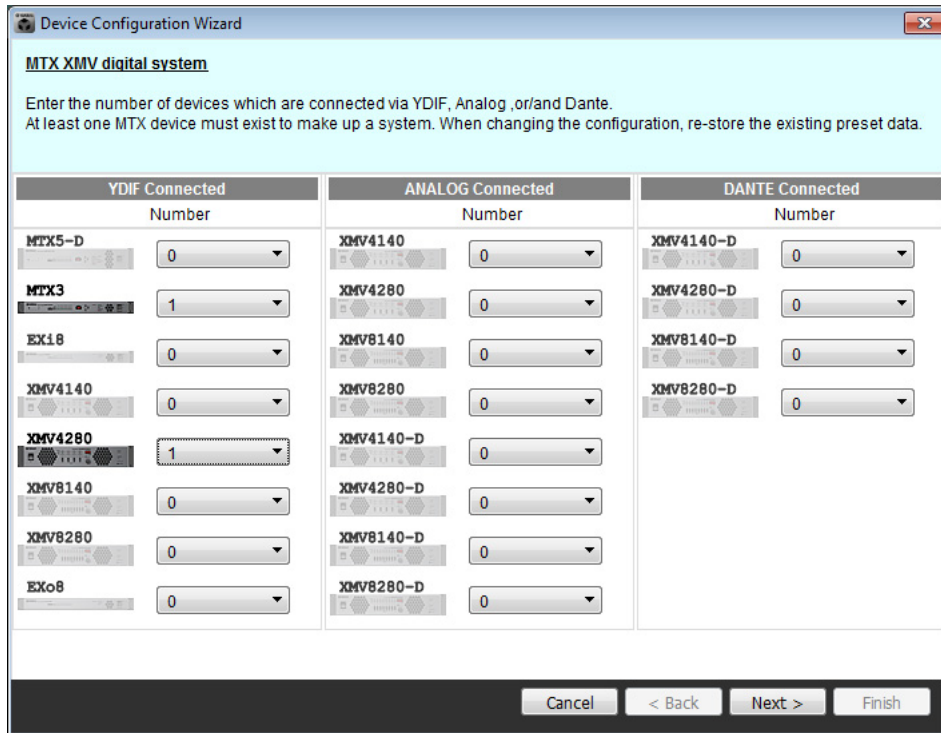 Device Configuration Wizard
MTX XMV digital system
Enter the number of devices which are connected via YDIF, Analog ,or/and Dante.
At least one MTX device must exist to make up a system. When changing the configuration, re-store the existing preset data.
YDIF Connected
Number
MTX5-D
0
MTX3
1
EXi8
0
XMV4140
0
XMV4280
1
XMV8140
0
XMV8280
0
EXo8
0
ANALOG Connected
Number
XMV4140
0
XMV4280
0
XMV8140
0
XMV8280
0
XMV4140-D
0
XMV4280-D
0
XMV8140-D
0
XMV8280-D
0
DANTE Connected
Number
XMV4140-D
0
XMV4280-D
0
XMV8140-D
0
XMV8280-D
0
Cancel
< Back
Next >
Finish